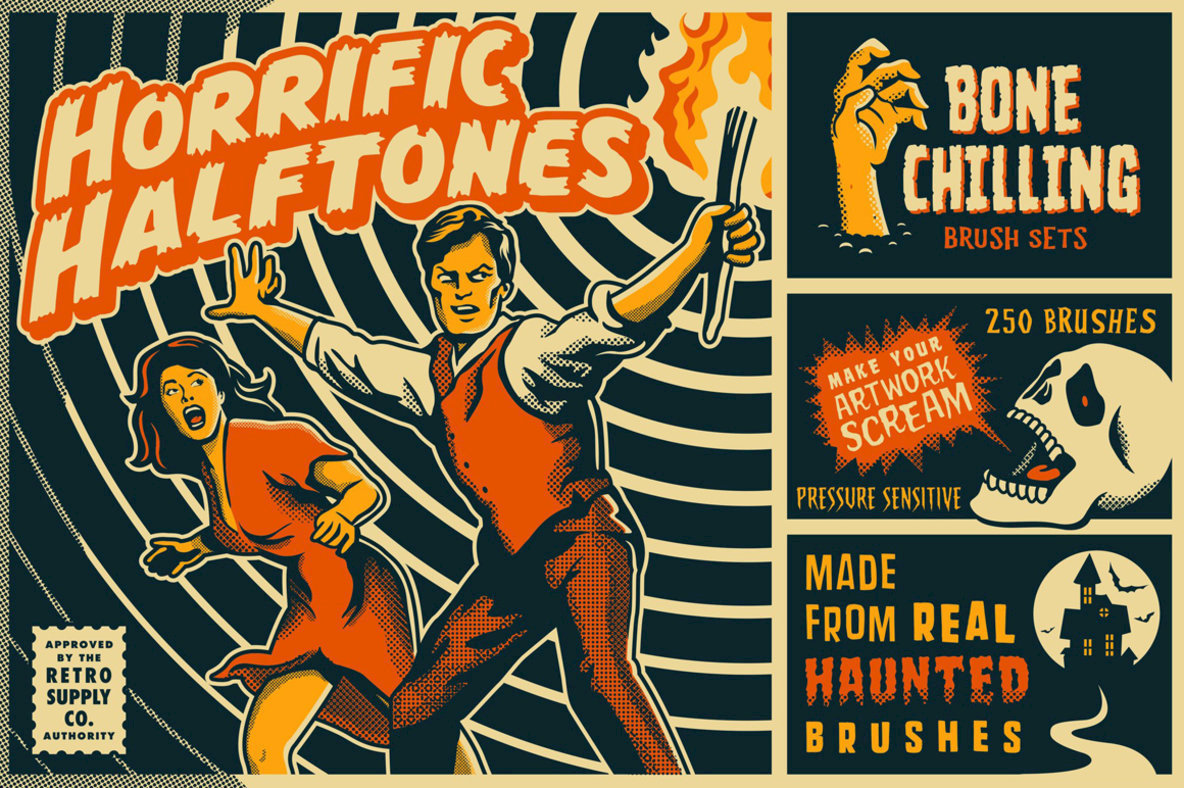 HORRIFIC
HALFTONES
APPROVED
BY THE
RETRO
SUPPLY
CO.
AUTHORITY
BONE
CHILLING
BRUSH SETS
250 BRUSHES
MAKE YOUR
ARTWORK
SCREAM
PRESSURE SENSITIVE
MADE
FROM REAL
HAUNTED
BRUSHES